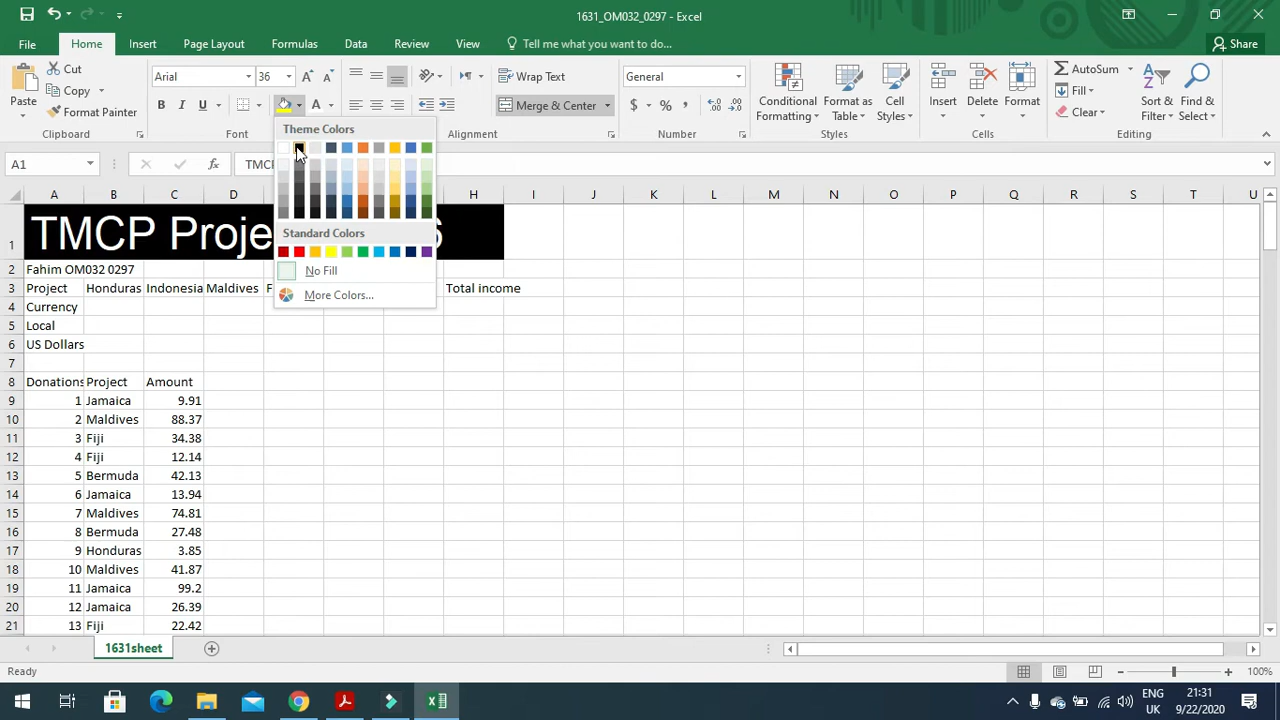 1631_OM032_0297 - Excel
File Home Insert Page Layout Formulas Data Review View Tell me what you want to do... Share
Paste Cut Copy Format Painter Clipboard
Arial 36 B I U A Font
Wrap Text Merge & Center Alignment
General $ % , Number
Conditional Formatting Format as Table Cell Styles Styles
Insert Delete Format Cells
AutoSum Fill Clear Sort & Filter Find & Select Editing
Theme Colors
Standard Colors
No Fill
More Colors...
A1 fx TMC
A B C D H I J K L M N O P Q R S T U
1 TMCP Proje 6
2 Fahim OM032 0297
3 Project Honduras Indonesia Maldives F Total income
4 Currency
5 Local
6 US Dollars
7
8 Donations Project Amount
9 1 Jamaica 9.91
10 2 Maldives 88.37
11 3 Fiji 34.38
12 4 Fiji 12.14
13 5 Bermuda 42.13
14 6 Jamaica 13.94
15 7 Maldives 74.81
16 8 Bermuda 27.48
17 9 Honduras 3.85
18 10 Maldives 41.87
19 11 Jamaica 99.2
20 12 Jamaica 26.39
21 13 Fiji 22.42
1631sheet
Ready 100%
ENG 21:31
UK 9/22/2020